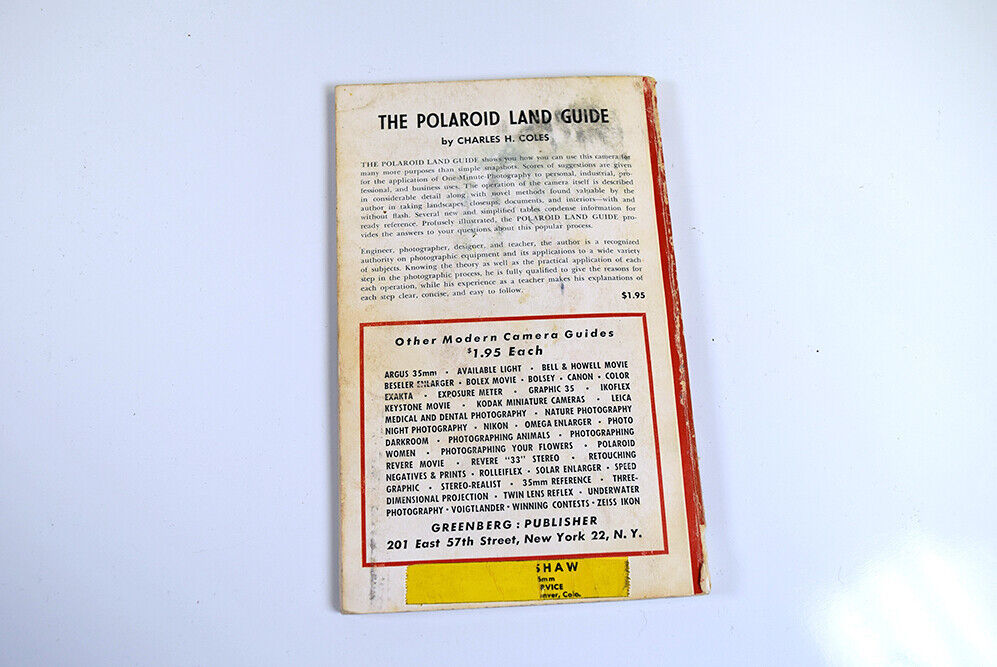 THE POLAROID LAND GUIDE
by CHARLES H. COLES
THE POLAROID LAND GUIDE shows you how you can use this camera for
many more purposes than simple snapshots. Scores of suggestions are given
for the application of One-Minute-Photography to personal, industrial, pro-
fessional, and business uses. The operation of the camera itself is described
in considerable detail along with novel methods found valuable by the
author in taking landscapes, closeups, documents, and interiors—with and
without flash. Several new and simplified tables condense information for
ready reference. Profusely illustrated, the POLAROID LAND GUIDE pro-
vides the answers to your questions about this popular process.
Engineer, photographer, designer, and teacher, the author is a recognized
authority on photographic equipment and its applications to a wide variety
of subjects. Knowing the theory as well as the practical application of each
step in the photographic process, he is fully qualified to give the reasons for
each operation, while his experience as a teacher makes his explanations of
each step clear, concise, and easy to follow.
$1.95
Other Modern Camera Guides
$1.95 Each
ARGUS 35mm · AVAILABLE LIGHT · BELL & HOWELL MOVIE
BESELER ENLARGER · BOLEX MOVIE · BOLSEY · CANON · COLOR
EXAKTA · EXPOSURE METER · GRAPHIC 35 · IKOFLEX
KEYSTONE MOVIE · KODAK MINIATURE CAMERAS · LEICA
MEDICAL AND DENTAL PHOTOGRAPHY · NATURE PHOTOGRAPHY
NIGHT PHOTOGRAPHY · NIKON · OMEGA ENLARGER · PHOTO
DARKROOM · PHOTOGRAPHING ANIMALS · PHOTOGRAPHING
WOMEN · PHOTOGRAPHING YOUR FLOWERS · POLAROID
REVERE MOVIE · REVERE "33" STEREO · RETOUCHING
NEGATIVES & PRINTS · ROLLEIFLEX · SOLAR ENLARGER · SPEED
GRAPHIC · STEREO-REALIST · 35mm REFERENCE · THREE-
DIMENSIONAL PROJECTION · TWIN LENS REFLEX · UNDERWATER
PHOTOGRAPHY · VOIGTLANDER · WINNING CONTESTS · ZEISS IKON
GREENBERG : PUBLISHER
201 East 57th Street, New York 22, N. Y.
SHAW
mm
RVICE
nver, Colo.